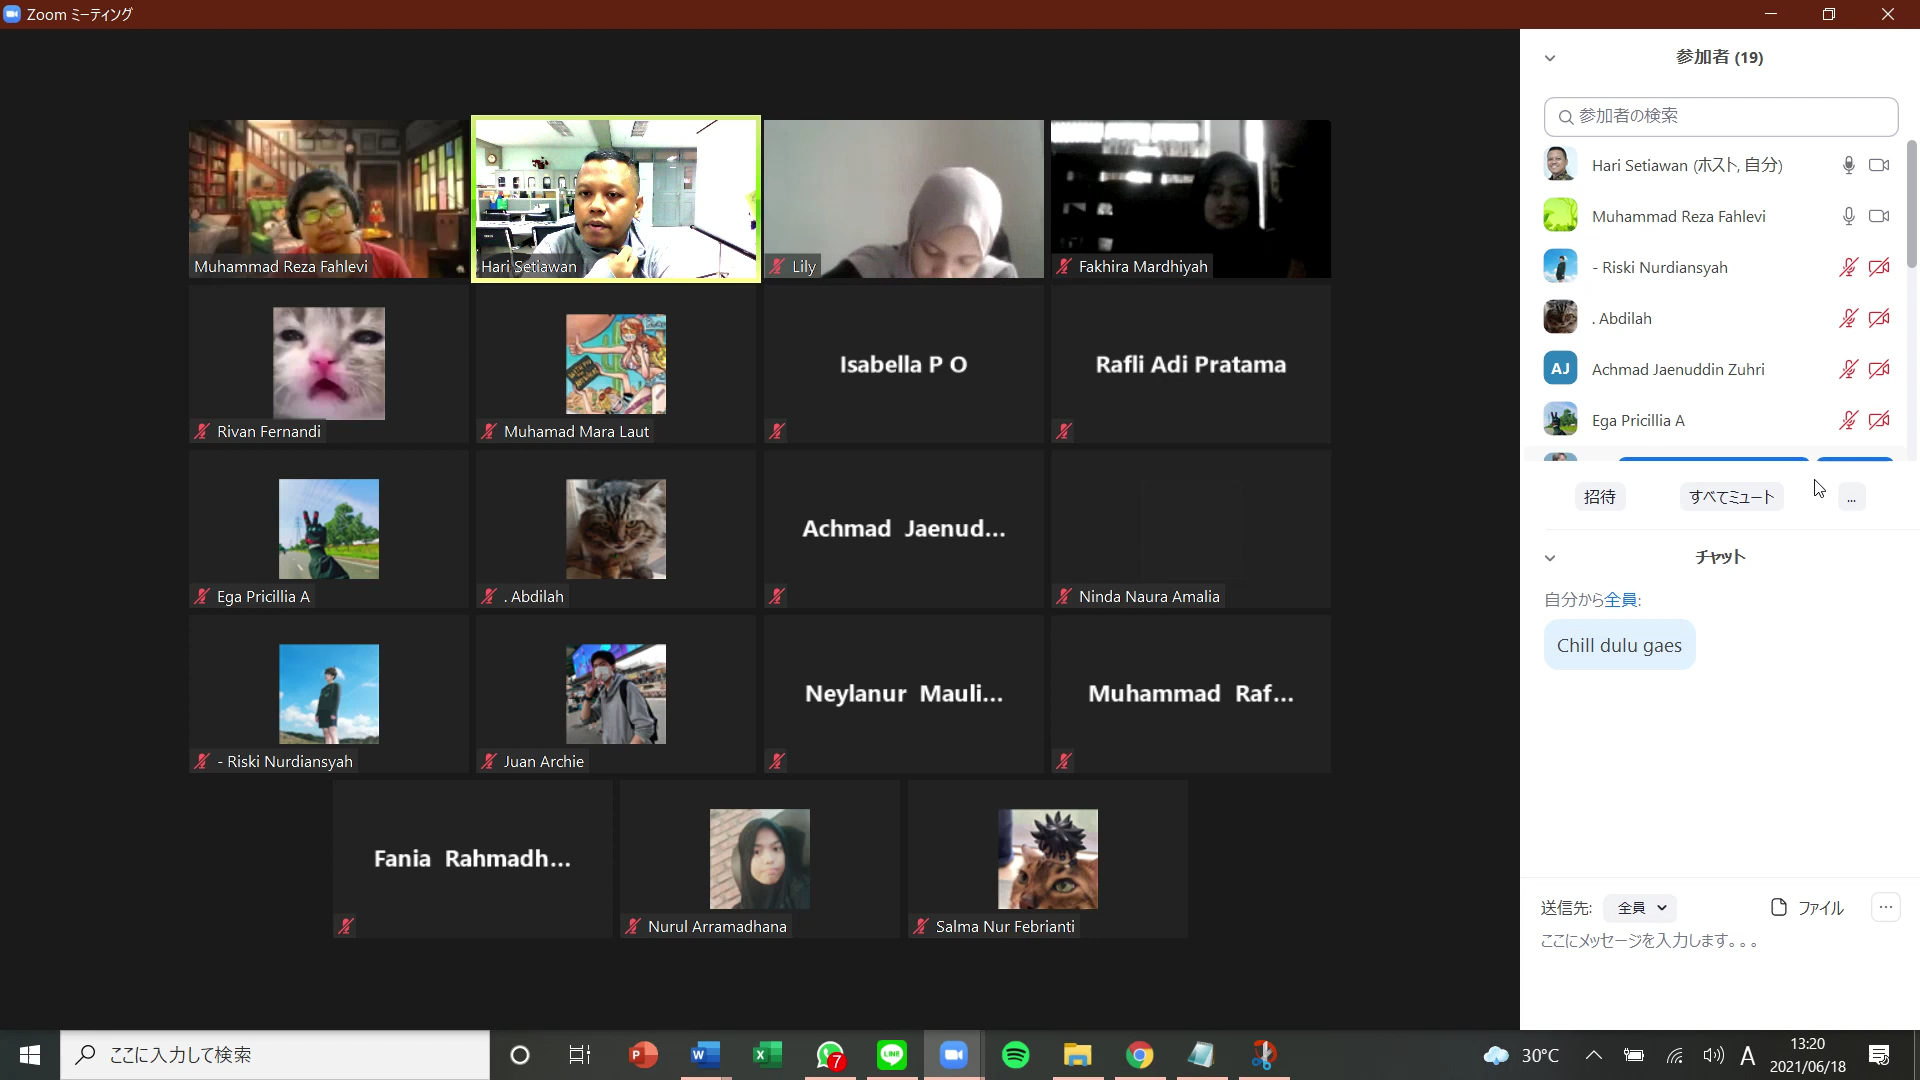 Zoom ミーティング
Muhammad Reza Fahlevi
Hari Setiawan
Lily
Fakhira Mardhiyah
Rivan Fernandi
Muhamad Mara Laut
Isabella P O
Rafli Adi Pratama
Ega Pricillia A
. Abdilah
Achmad Jaenud...
Ninda Naura Amalia
- Riski Nurdiansyah
Juan Archie
Neylanur Mauli...
Muhammad Raf...
Fania Rahmadh...
Nurul Arramadhana
Salma Nur Febrianti
参加者 (19)
参加者の検索
Hari Setiawan (ホスト, 自分)
Muhammad Reza Fahlevi
- Riski Nurdiansyah
. Abdilah
AJ Achmad Jaenuddin Zuhri
Ega Pricillia A
招待 すべてミュート ...
チャット
自分から全員:
Chill dulu gaes
送信先: 全員 ファイル ...
ここにメッセージを入力します。。。
ここに入力して検索
7
LINE
30°C
A
13:20
2021/06/18